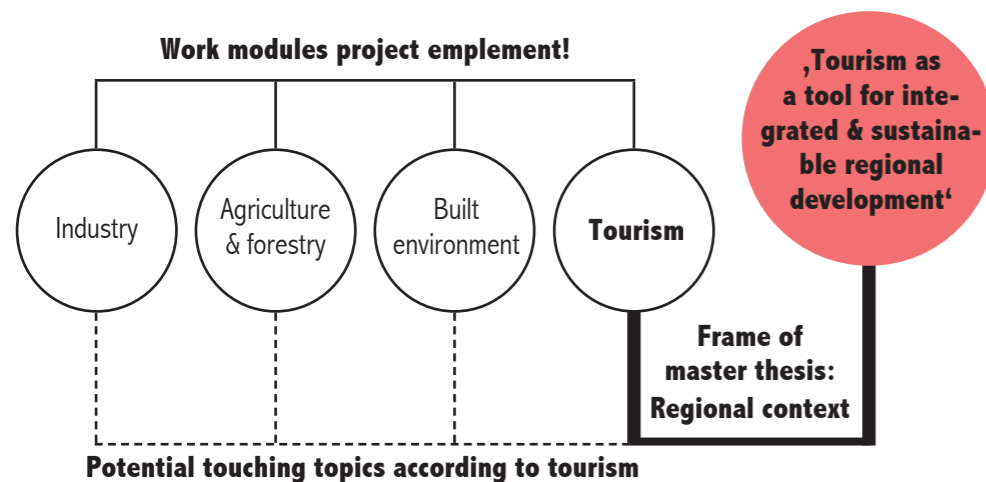 Work modules project emplement!
‚Tourism as
a tool for inte-
grated & sustaina-
ble regional
development‘
Industry
Agriculture
& forestry
Built
environment
Tourism
Frame of
master thesis:
Regional context
Potential touching topics according to tourism